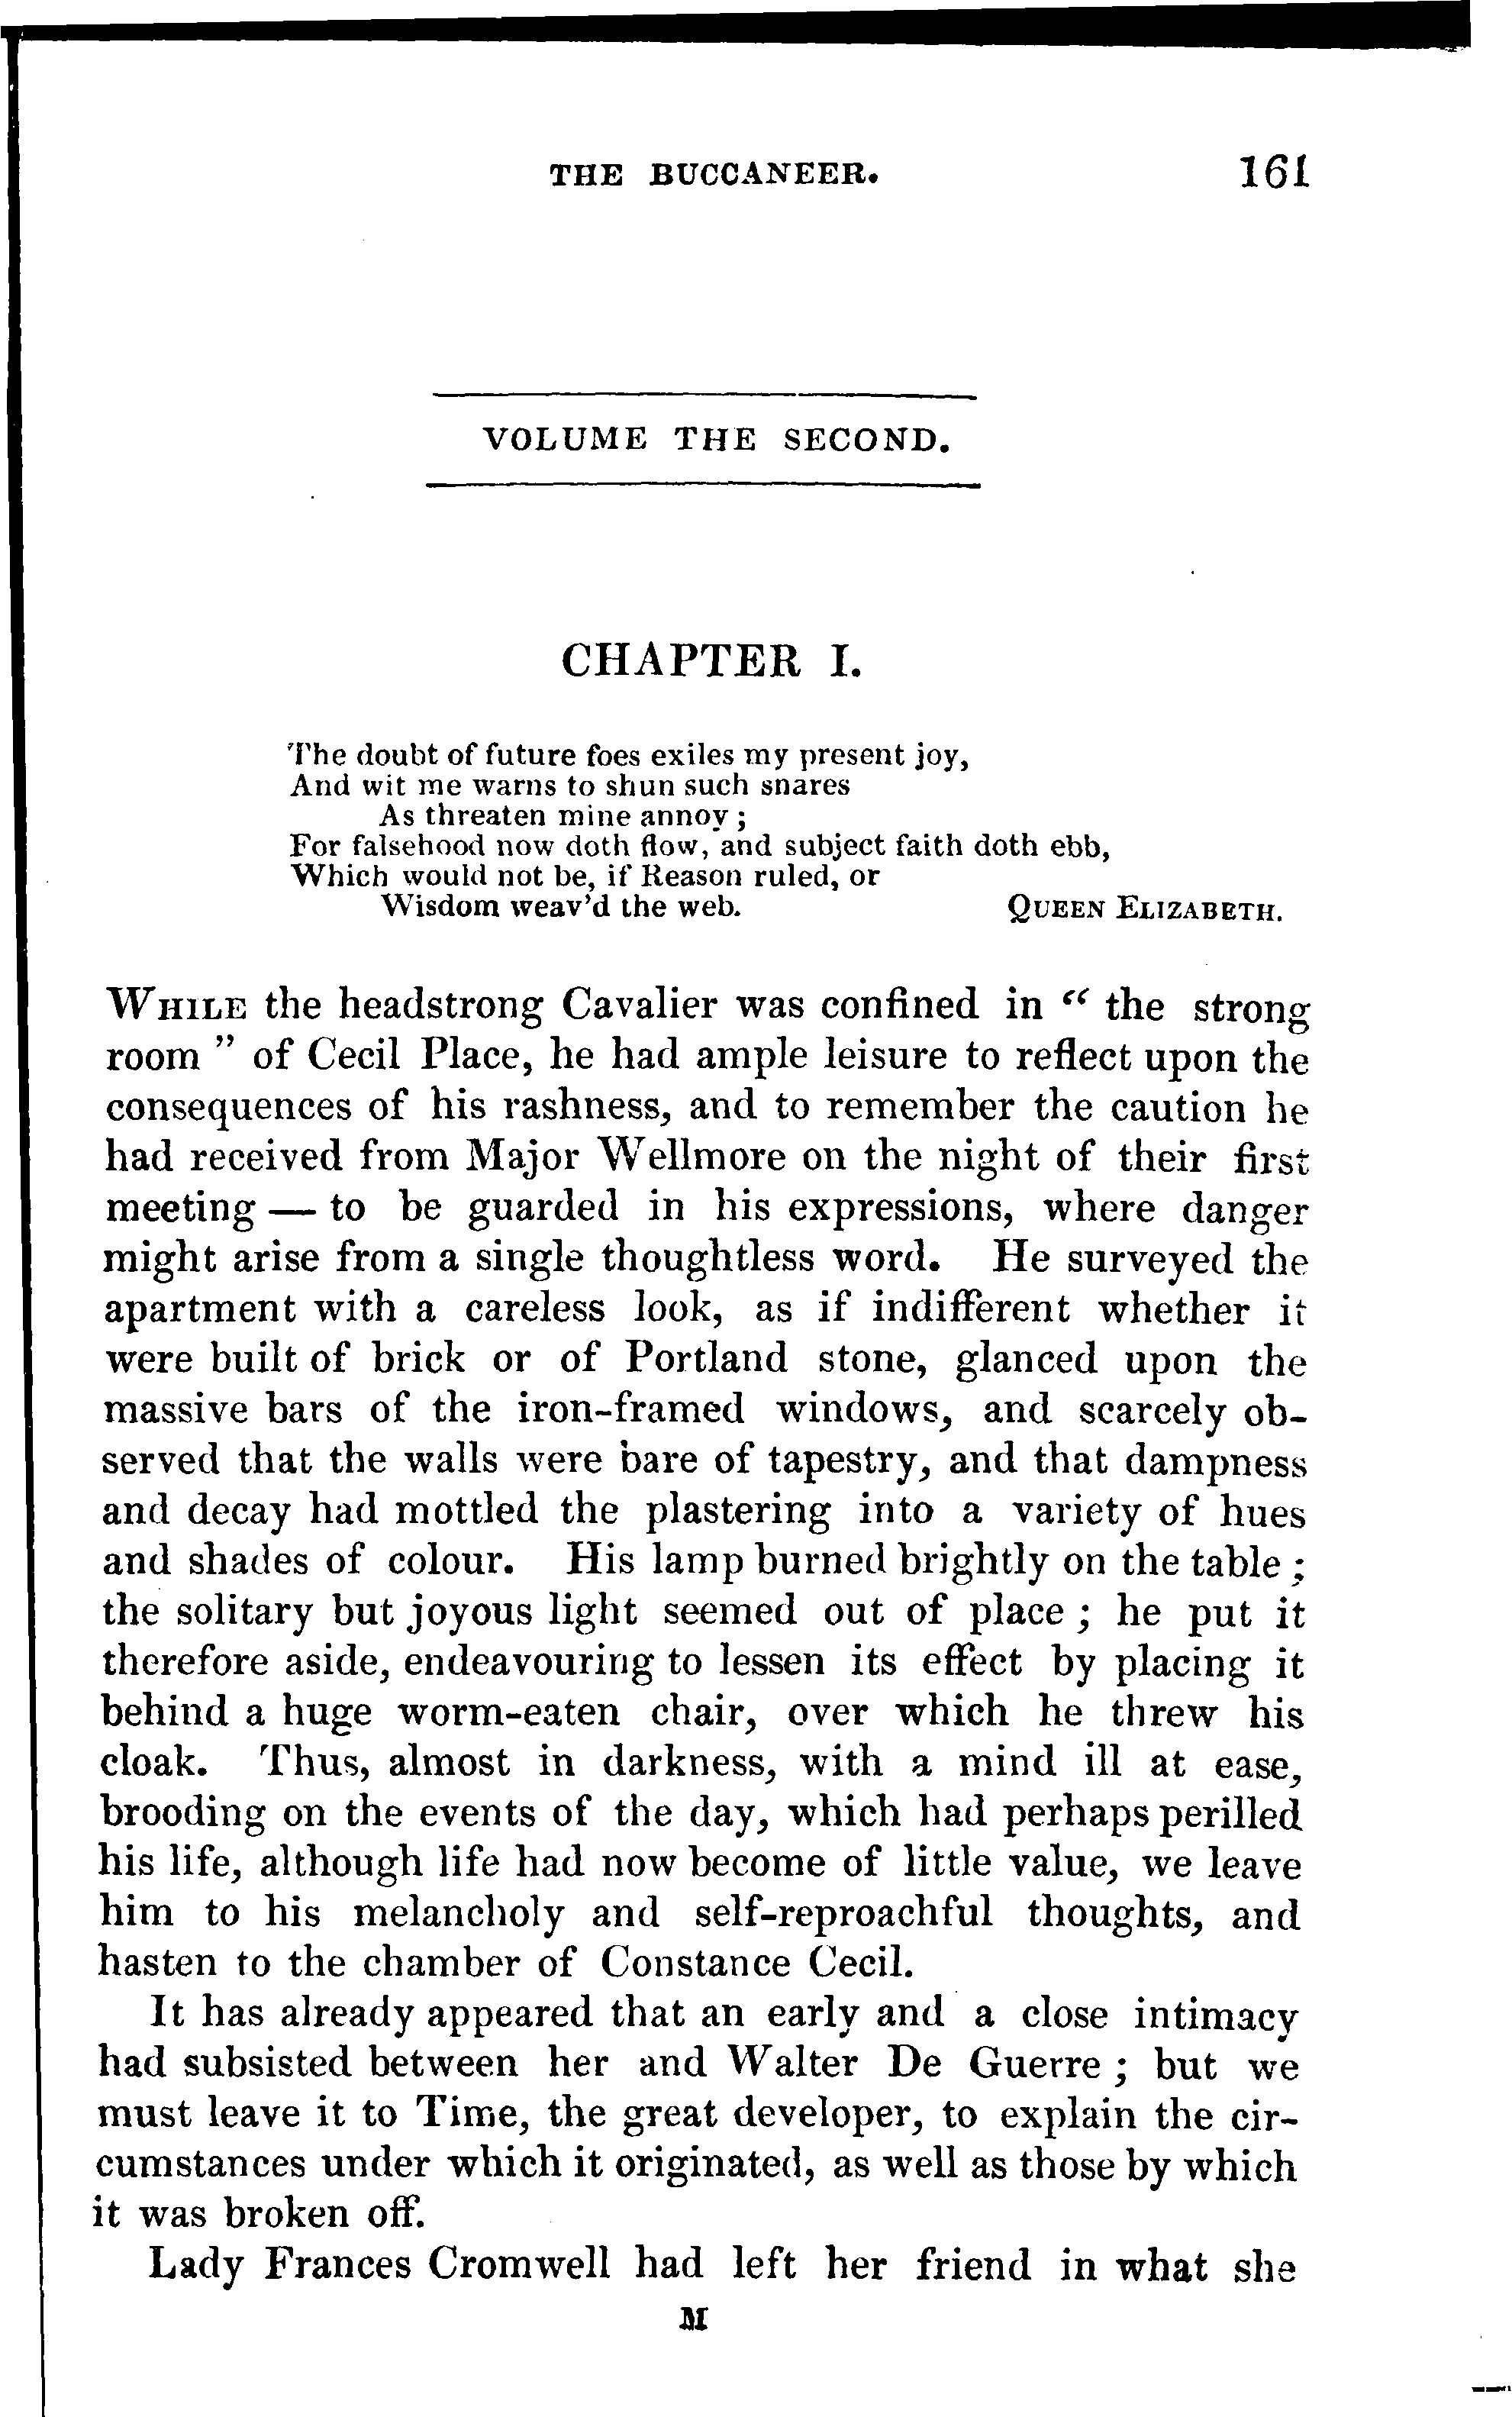 THE BUCCANEER. 161
VOLUME THE SECOND.
CHAPTER I.
The doubt of future foes exiles my present joy,
And wit me warns to shun such snares
As threaten mine annoy ;
For falsehood now doth flow, and subject faith doth ebb,
Which would not be, if Reason ruled, or
Wisdom weav'd the web. QUEEN ELIZABETH.
WHILE the headstrong Cavalier was confined in “ the strong
room ” of Cecil Place, he had ample leisure to reflect upon the
consequences of his rashness, and to remember the caution he
had received from Major Wellmore on the night of their first
meeting — to be guarded in his expressions, where danger
might arise from a single thoughtless word. He surveyed the
apartment with a careless look, as if indifferent whether it
were built of brick or of Portland stone, glanced upon the
massive bars of the iron-framed windows, and scarcely ob-
served that the walls were bare of tapestry, and that dampness
and decay had mottled the plastering into a variety of hues
and shades of colour. His lamp burned brightly on the table ;
the solitary but joyous light seemed out of place ; he put it
therefore aside, endeavouring to lessen its effect by placing it
behind a huge worm-eaten chair, over which he threw his
cloak. Thus, almost in darkness, with a mind ill at ease,
brooding on the events of the day, which had perhaps perilled
his life, although life had now become of little value, we leave
him to his melancholy and self-reproachful thoughts, and
hasten to the chamber of Constance Cecil.
It has already appeared that an early and a close intimacy
had subsisted between her and Walter De Guerre ; but we
must leave it to Time, the great developer, to explain the cir-
cumstances under which it originated, as well as those by which
it was broken off.
Lady Frances Cromwell had left her friend in what she
M